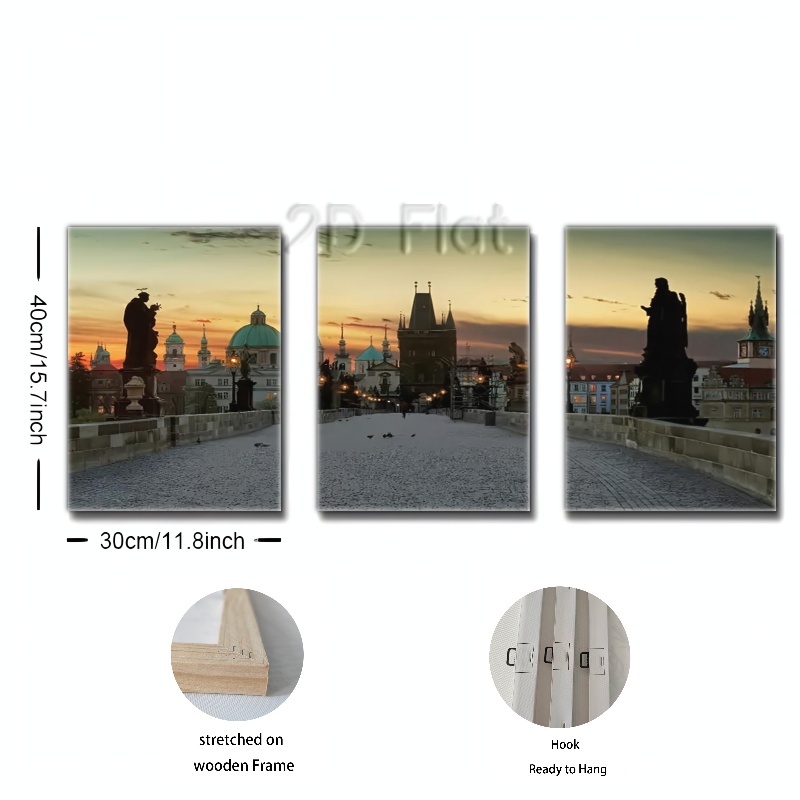 2D Flat
40cm/15.7inch
30cm/11.8inch
stretched on
wooden Frame
Hook
Ready to Hang